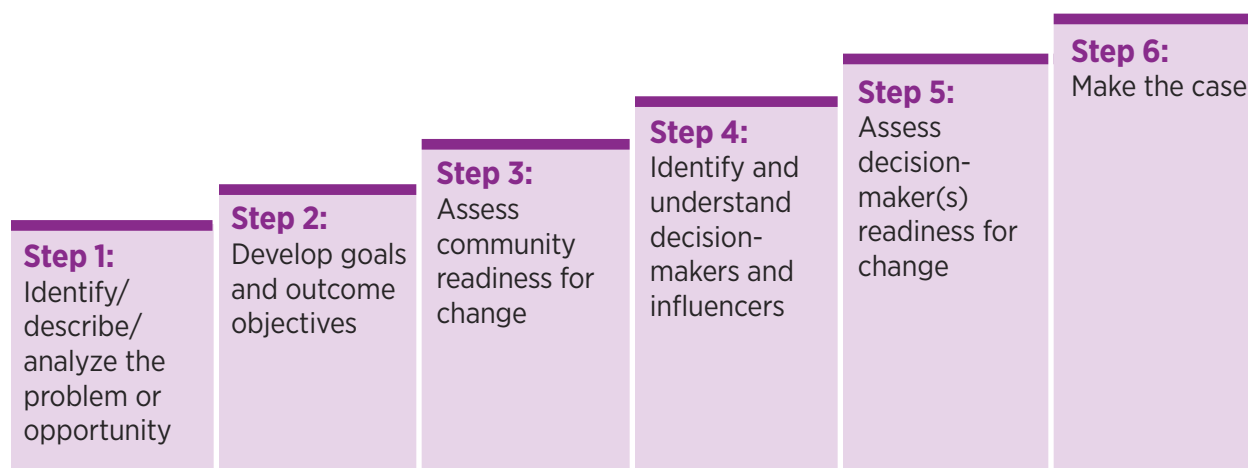 Step 1:
Identify/
describe/
analyze the
problem or
opportunity
Step 2:
Develop goals
and outcome
objectives
Step 3:
Assess
community
readiness for
change
Step 4:
Identify and
understand
decision-
makers and
influencers
Step 5:
Assess
decision-
maker(s)
readiness for
change
Step 6:
Make the case